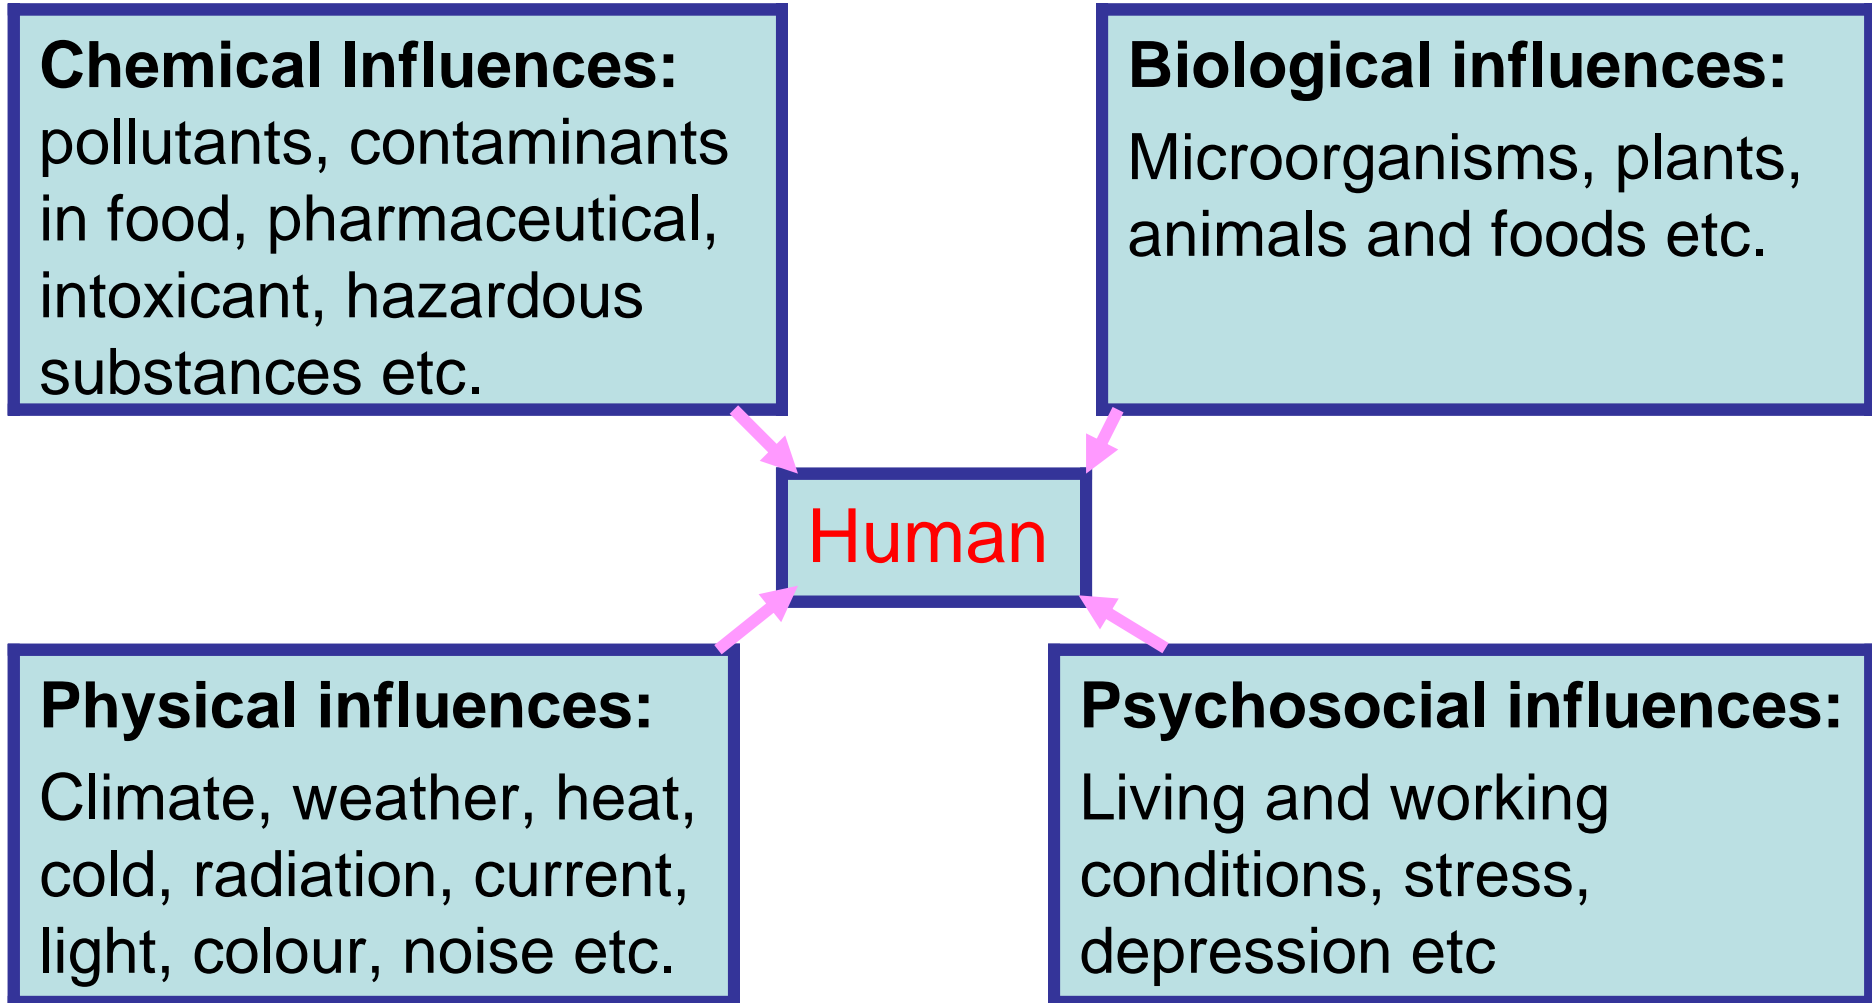 Chemical Influences:
pollutants, contaminants
in food, pharmaceutical,
intoxicant, hazardous
substances etc.
Biological influences:
Microorganisms, plants,
animals and foods etc.
Human
Physical influences:
Climate, weather, heat,
cold, radiation, current,
light, colour, noise etc.
Psychosocial influences:
Living and working
conditions, stress,
depression etc